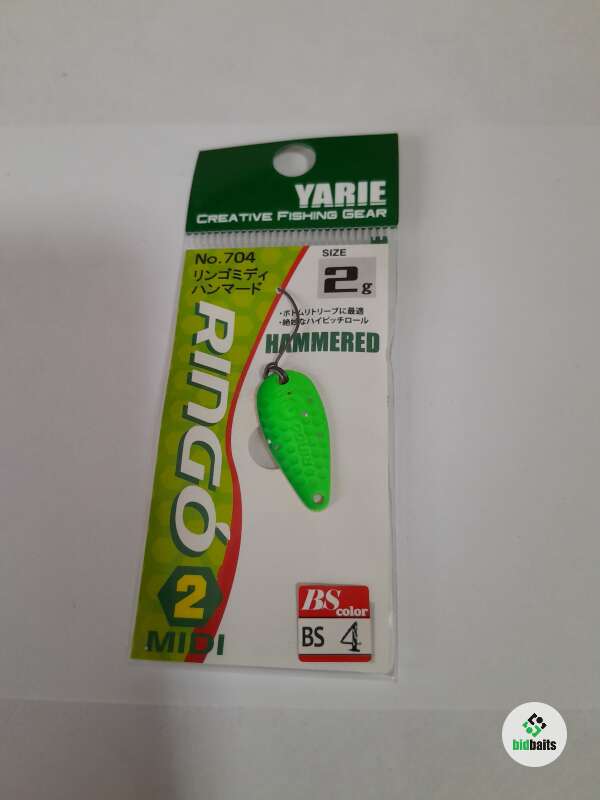 YARIE
CREATIVE FISHING GEAR
No.704
リンゴミディ
ハンマード
SIZE
2g
・ボトムリトリーブに最適
・絶妙なハイピッチロール
HAMMERED
RINGO
2
MIDI
BS
color
BS 4
bidbaits